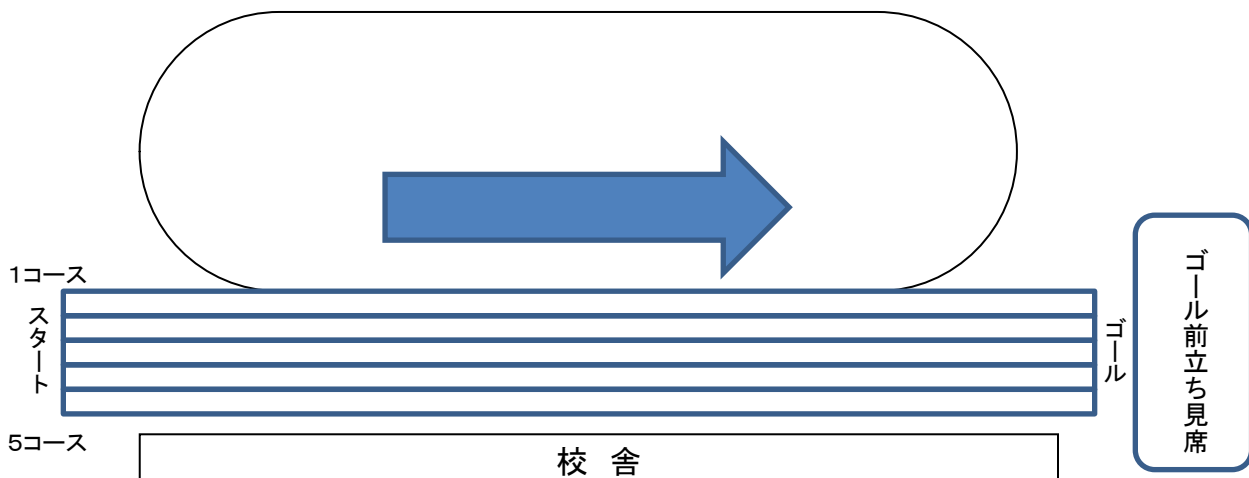 1コース
スタート
ゴール
ゴール前立ち見席
5コース
校 舎